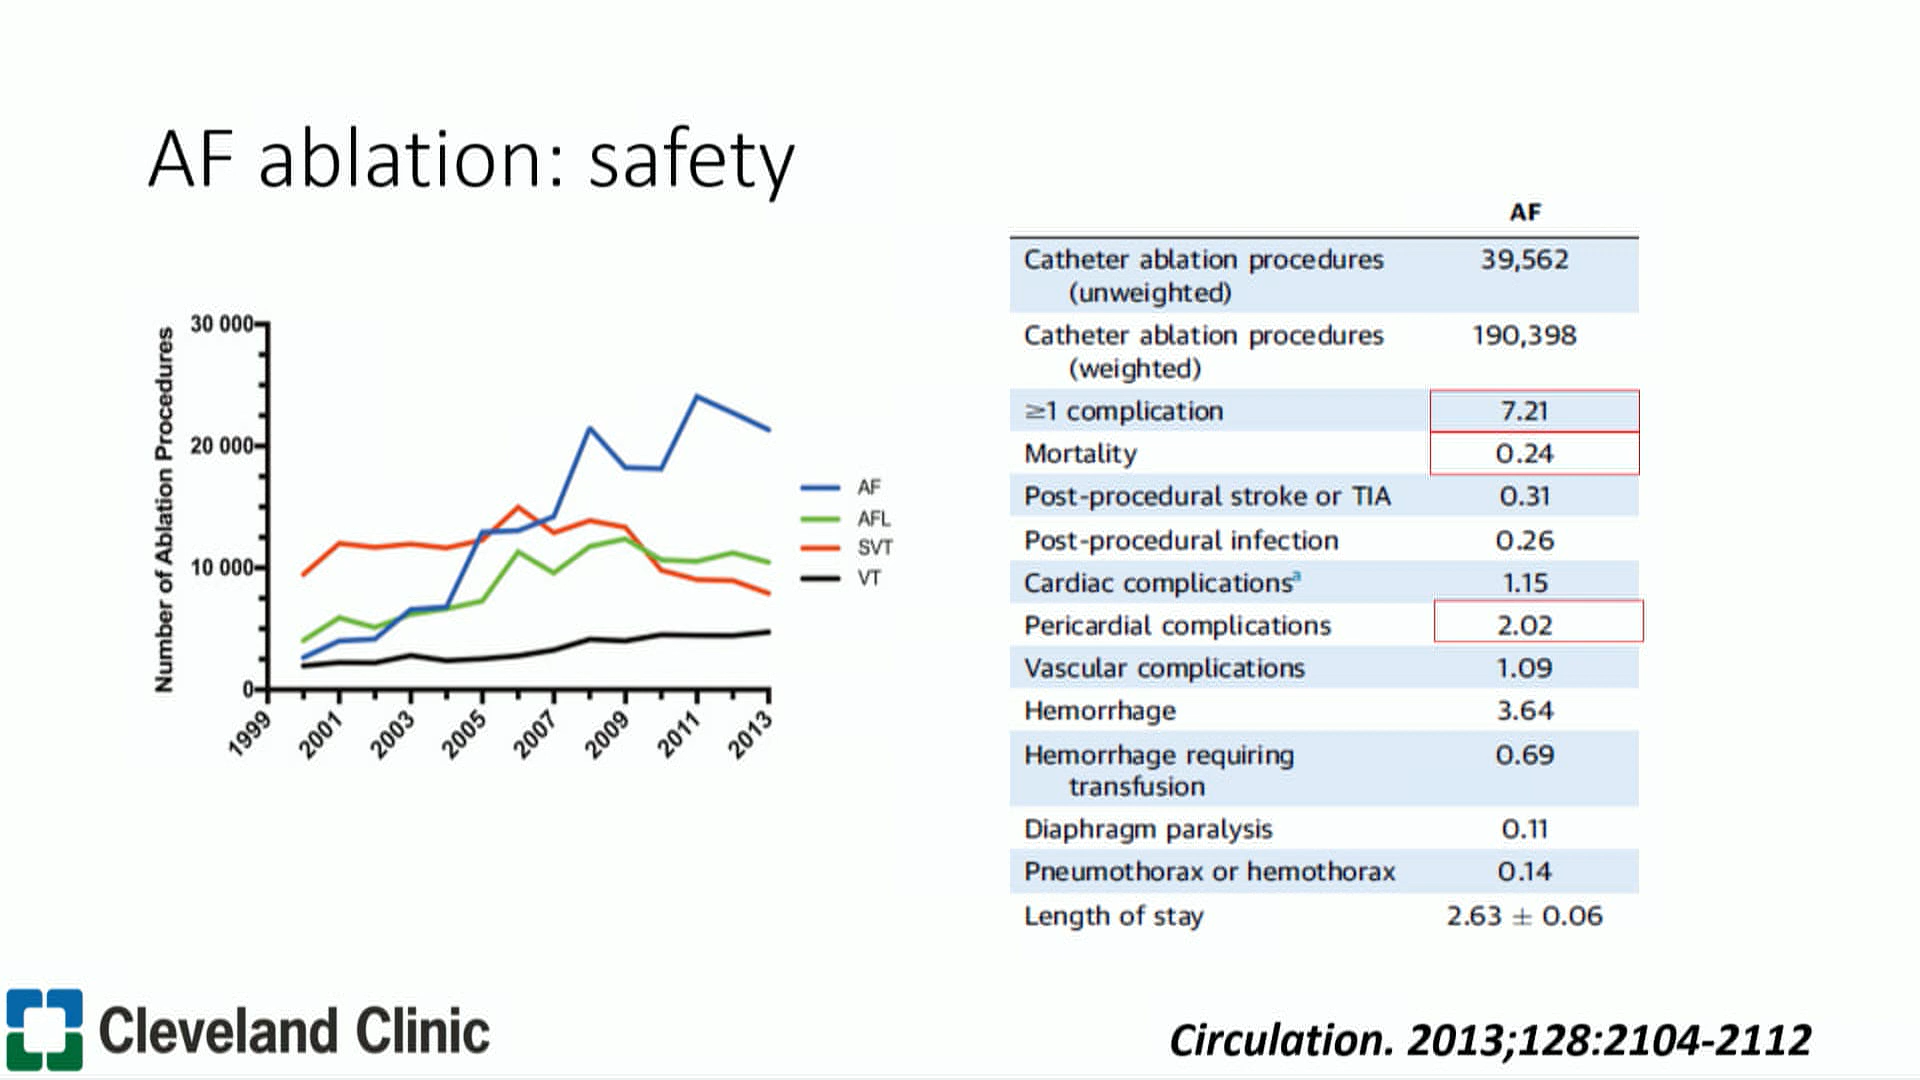 AF ablation: safety
Number of Ablation Procedures
30 000
20 000
10 000
0
1999
2001
2003
2005
2007
2009
2011
2013
AF
AFL
SVT
VT
AF
Catheter ablation procedures 39,562
(unweighted)
Catheter ablation procedures 190,398
(weighted)
≥1 complication 7.21
Mortality 0.24
Post-procedural stroke or TIA 0.31
Post-procedural infection 0.26
Cardiac complicationsª 1.15
Pericardial complications 2.02
Vascular complications 1.09
Hemorrhage 3.64
Hemorrhage requiring 0.69
transfusion
Diaphragm paralysis 0.11
Pneumothorax or hemothorax 0.14
Length of stay 2.63 ± 0.06
Cleveland Clinic
Circulation. 2013;128:2104-2112